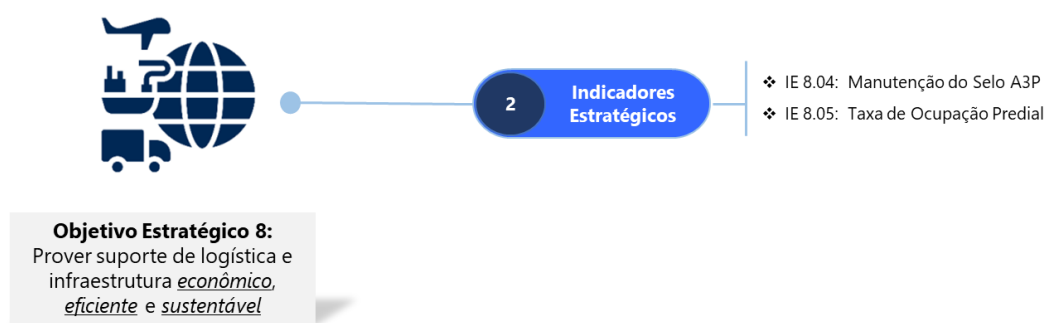 2
Indicadores
Estratégicos
❖ IE 8.04: Manutenção do Selo A3P
❖ IE 8.05: Taxa de Ocupação Predial
Objetivo Estratégico 8:
Prover suporte de logística e
infraestrutura econômico,
eficiente e sustentável